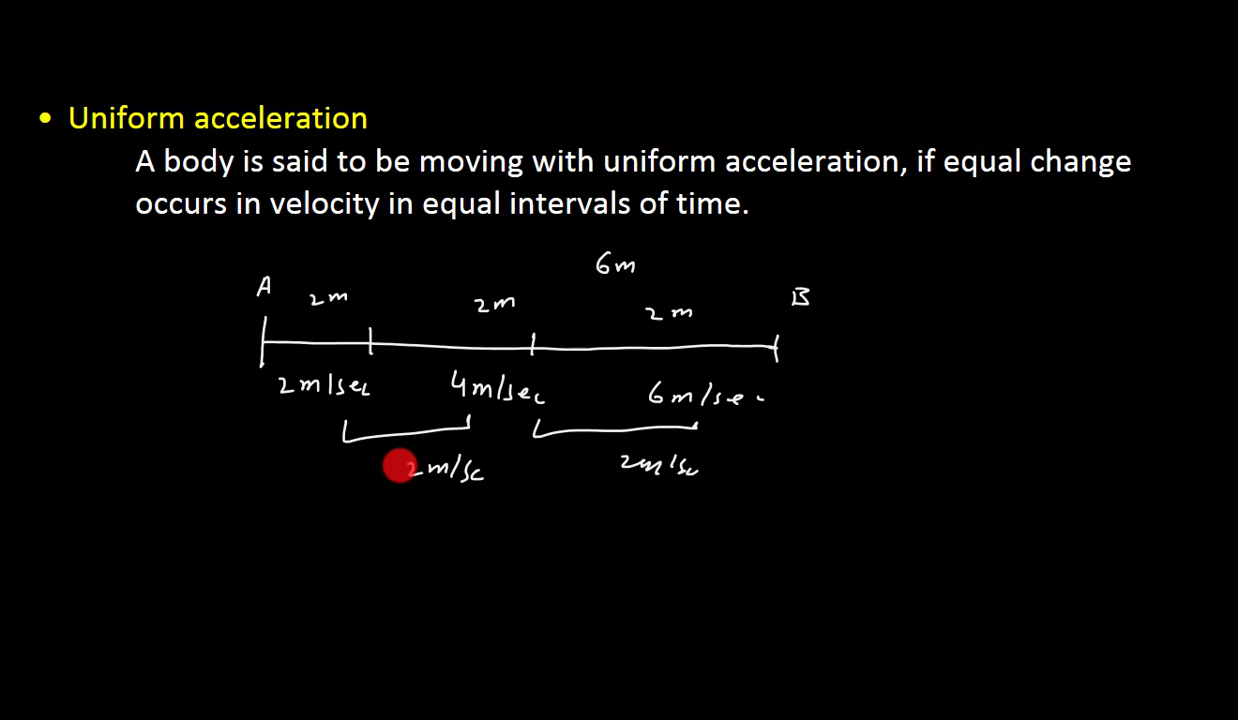 • Uniform acceleration
A body is said to be moving with uniform acceleration, if equal change
occurs in velocity in equal intervals of time.
6m
A 2m 2m 2m B
2m/sec 4m/sec 6m/sec
2m/sc 2m/sc